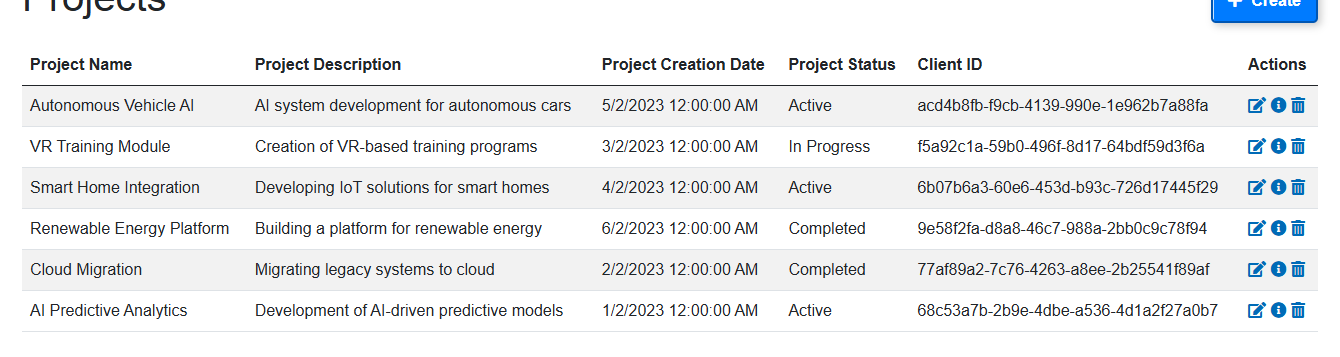 Projects
+ Create
Project Name Project Description Project Creation Date Project Status Client ID Actions
Autonomous Vehicle AI AI system development for autonomous cars 5/2/2023 12:00:00 AM Active acd4b8fb-f9cb-4139-990e-1e962b7a88fa
VR Training Module Creation of VR-based training programs 3/2/2023 12:00:00 AM In Progress f5a92c1a-59b0-496f-8d17-64bdf59d3f6a
Smart Home Integration Developing IoT solutions for smart homes 4/2/2023 12:00:00 AM Active 6b07b6a3-60e6-453d-b93c-726d17445f29
Renewable Energy Platform Building a platform for renewable energy 6/2/2023 12:00:00 AM Completed 9e58f2fa-d8a8-46c7-988a-2bb0c9c78f94
Cloud Migration Migrating legacy systems to cloud 2/2/2023 12:00:00 AM Completed 77af89a2-7c76-4263-a8ee-2b25541f89af
AI Predictive Analytics Development of AI-driven predictive models 1/2/2023 12:00:00 AM Active 68c53a7b-2b9e-4dbe-a536-4d1a2f27a0b7